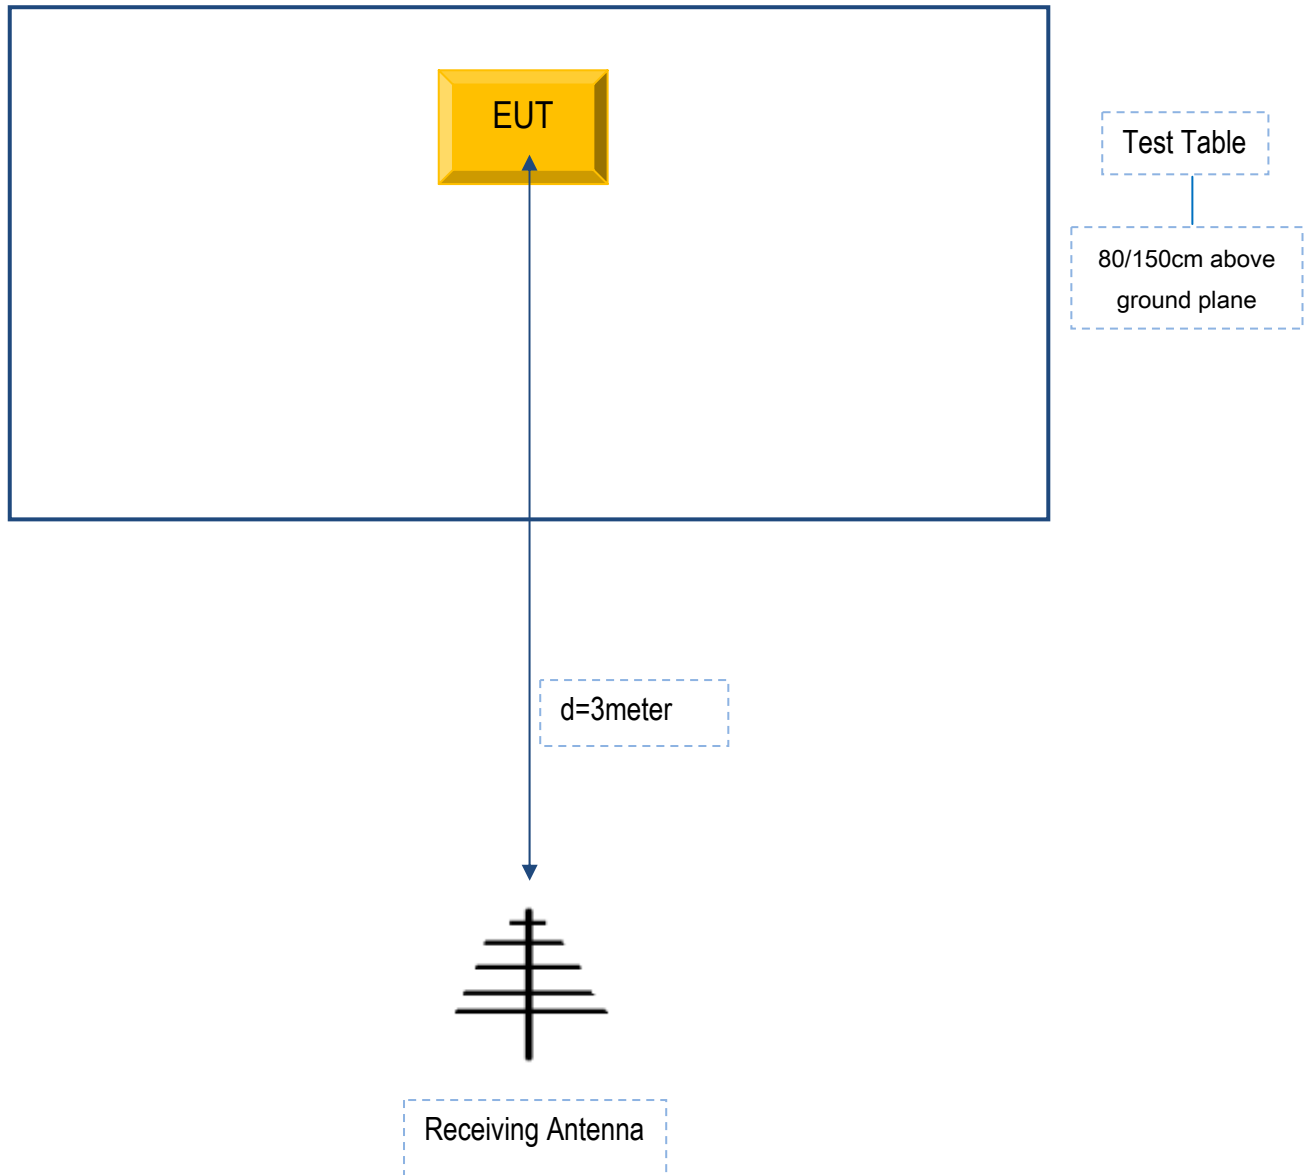 EUT
Test Table
80/150cm above
ground plane
d=3meter
Receiving Antenna